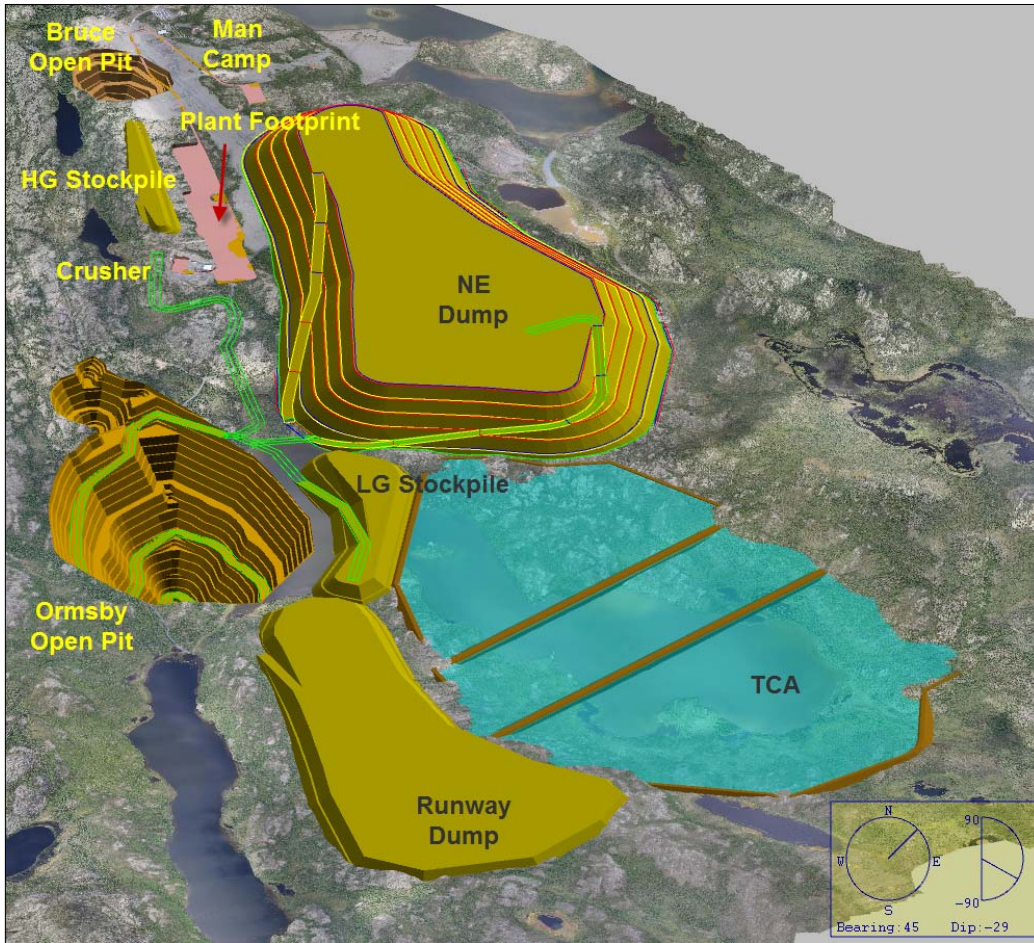 Bruce
Open Pit
Man
Camp
Plant Footprint
HG Stockpile
Crusher
NE
Dump
LG Stockpile
Ormsby
Open Pit
TCA
Runway
Dump
N
W
E
S
90
-90
Bearing:45 Dip:-29